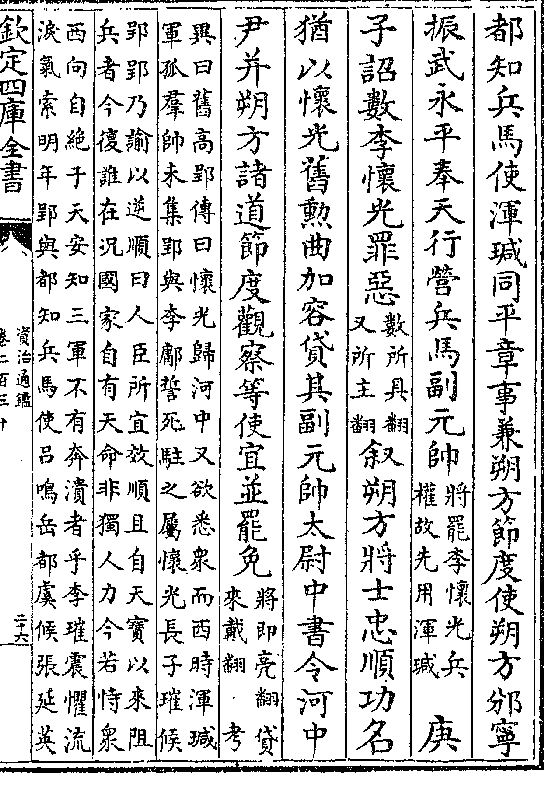 都知兵馬使渾瑊同平章事兼朔方節度使朔方邠寧
振武永平奉天行營兵馬副元帥將罷李懷光兵權故先用渾瑊　庚
子詔數李懷光罪惡數所具翻又所主翻叙朔方將士忠順功名
猶以懷光舊勲曲加容貸其副元帥太尉中書令河中
尹并朔方諸道節度觀察等使宜並罷免將即亮翻貸來戴翻　考
異曰舊高郢傳曰懷光歸河中又欲悉衆而西時渾瑊
軍孤羣帥未集郢與李鄘誓死駐之屬懷光長子璀候
郢郢乃諭以逆順曰人臣所宜效順且自天寶以來阻
兵者今復誰在况國家自有天命非獨人力今若恃衆
西向自絶于天安知三軍不有奔潰者乎李璀震懼流
淚氣索明年郢與都知兵馬使呂鳴岳都虞候張延英
欽定四庫全書
資治通鑑
卷二百三十
三十六